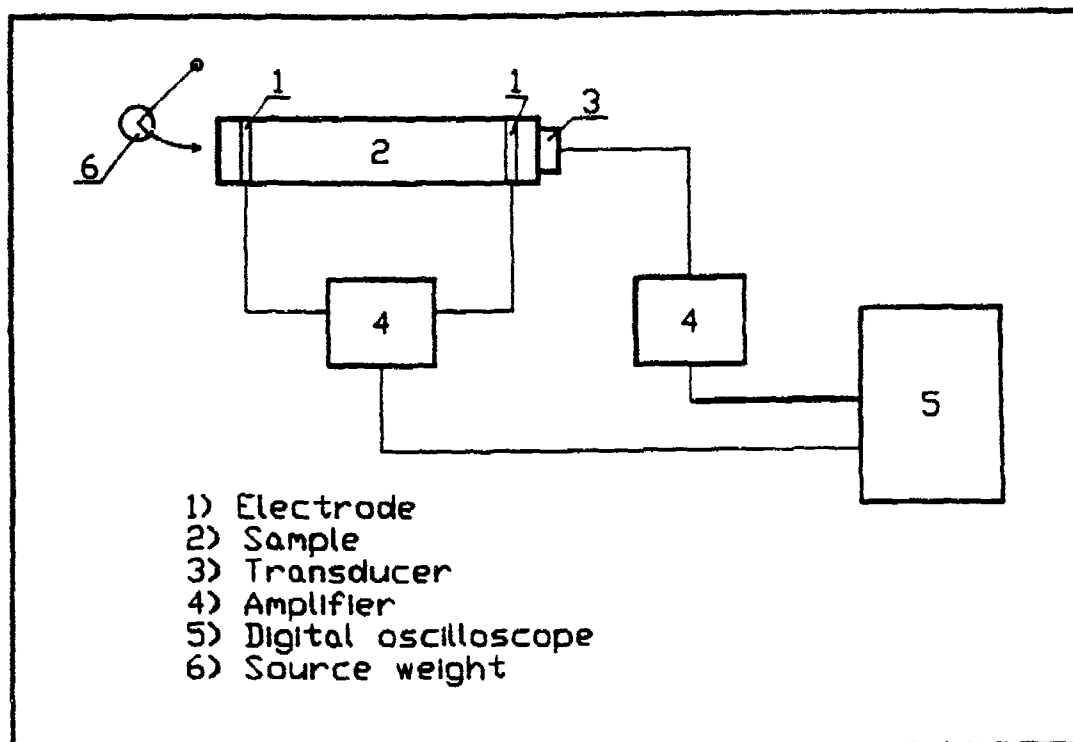 1 1 3
2
6
4 4
5
1) Electrode
2) Sample
3) Transducer
4) Amplifier
5) Digital oscilloscope
6) Source weight